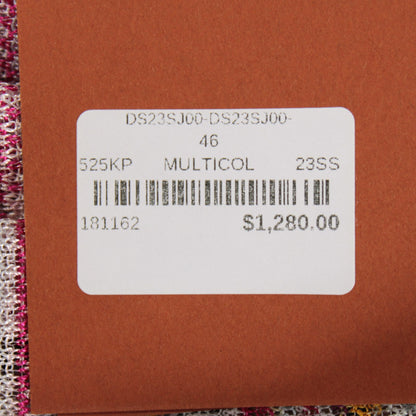 DS23SJ00-DS23SJ00-
46
525KP MULTICOL 23SS
181162 $1,280.00